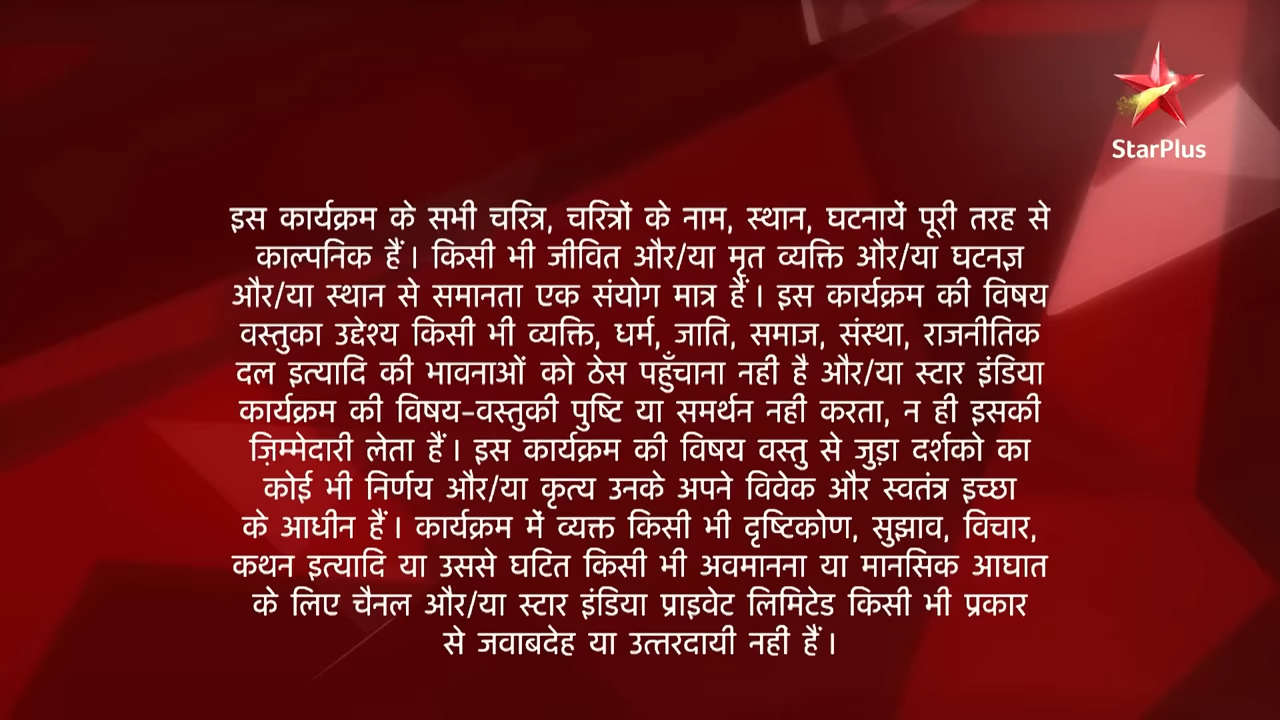 StarPlus
इस कार्यक्रम के सभी चरित्र, चरित्रों के नाम, स्थान, घटनायें पूरी तरह से
काल्पनिक हैं। किसी भी जीवित और/या मृत व्यक्ति और/या घटनज्ञ
और/या स्थान से समानता एक संयोग मात्र हैं। इस कार्यक्रम की विषय
वस्तुका उद्देश्य किसी भी व्यक्ति, धर्म, जाति, समाज, संस्था, राजनीतिक
दल इत्यादि की भावनाओं को ठेस पहुँचाना नही है और/या स्टार इंडिया
कार्यक्रम की विषय-वस्तुकी पुष्टि या समर्थन नही करता, न ही इसकी
ज़िम्मेदारी लेता हैं। इस कार्यक्रम की विषय वस्तु से जुड़ा दर्शको का
कोई भी निर्णय और/या कृत्य उनके अपने विवेक और स्वतंत्र इच्छा
के आधीन हैं। कार्यक्रम में व्यक्त किसी भी दृष्टिकोण, सुझाव, विचार,
कथन इत्यादि या उससे घटित किसी भी अवमानना या मानसिक आघात
के लिए चैनल और/या स्टार इंडिया प्राइवेट लिमिटेड किसी भी प्रकार
से जवाबदेह या उत्तरदायी नही हैं।